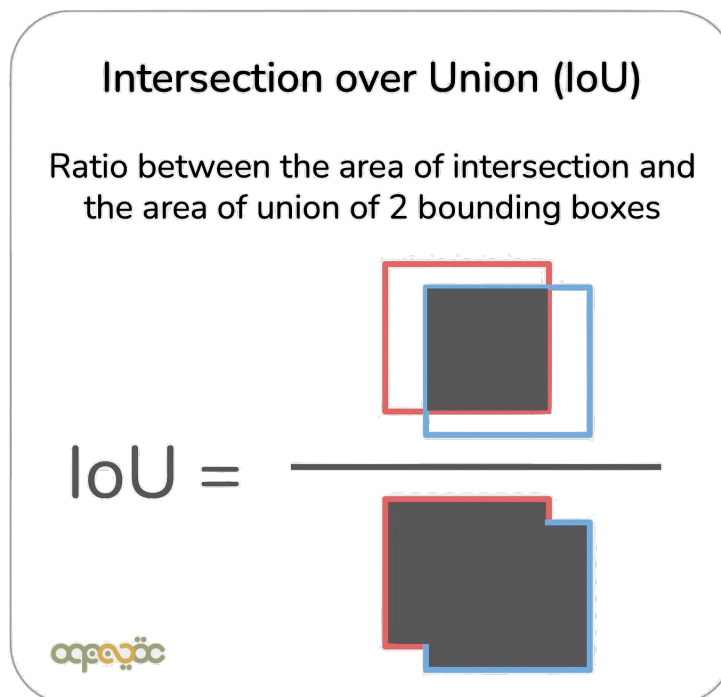 Intersection over Union (IoU)
Ratio between the area of intersection and
the area of union of 2 bounding boxes
IoU =